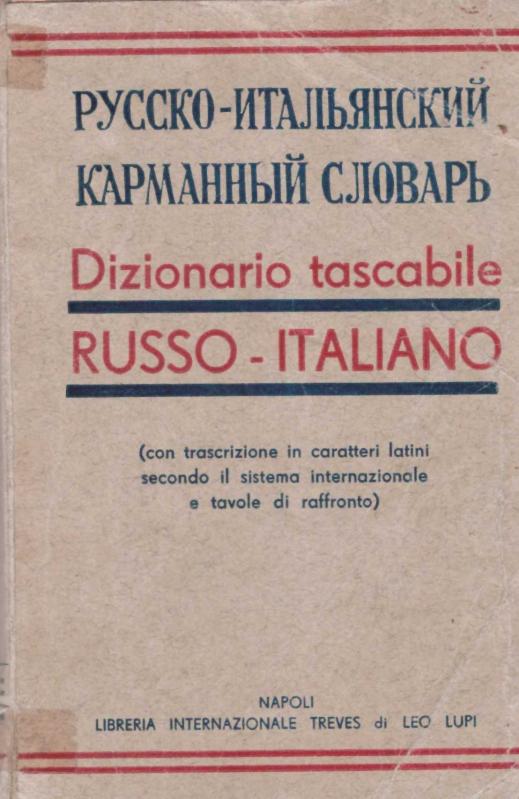 РУССКО-ИТАЛЬЯНСКИЙ
КАРМАННЫЙ СЛОВАРЬ
Dizionario tascabile
RUSSO - ITALIANO
(con trascrizione in caratteri latini
secondo il sistema internazionale
e tavole di raffronto)
NAPOLI
LIBRERIA INTERNAZIONALE TREVES di LEO LUPI